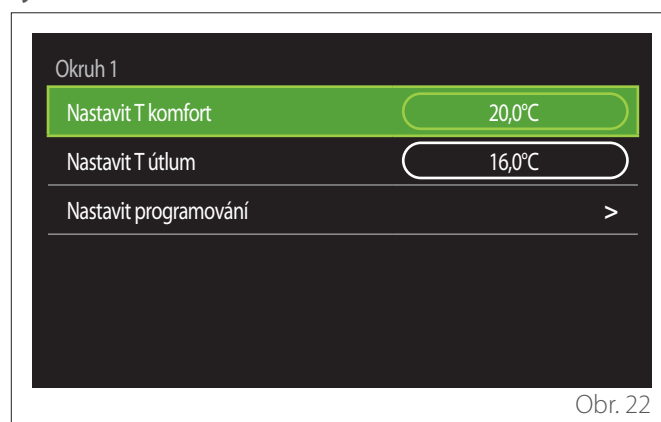 Okruh 1
Nastavit T komfort 20,0°C
Nastavit T útlum 16,0°C
Nastavit programování >
Obr. 22